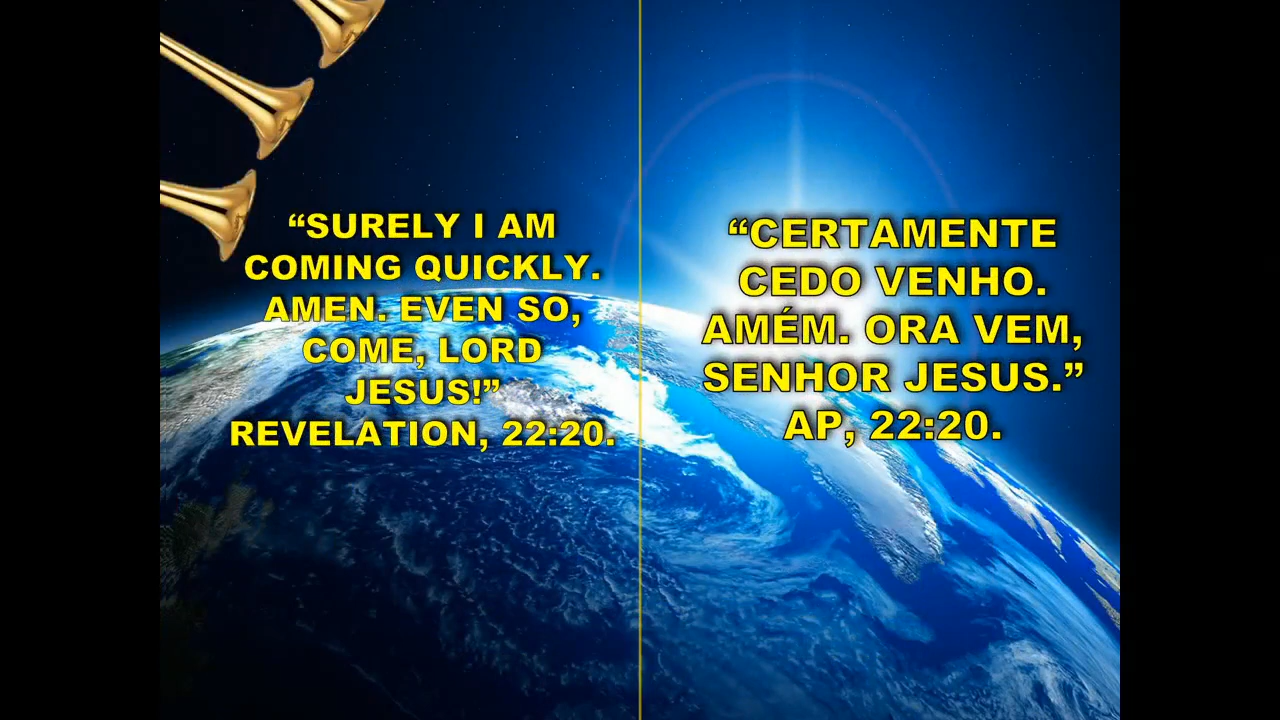 “SURELY I AM
COMING QUICKLY.
AMEN. EVEN SO,
COME, LORD
JESUS!”
REVELATION, 22:20.
“CERTAMENTE
CEDO VENHO.
AMÉM. ORA VEM,
SENHOR JESUS.”
AP, 22:20.